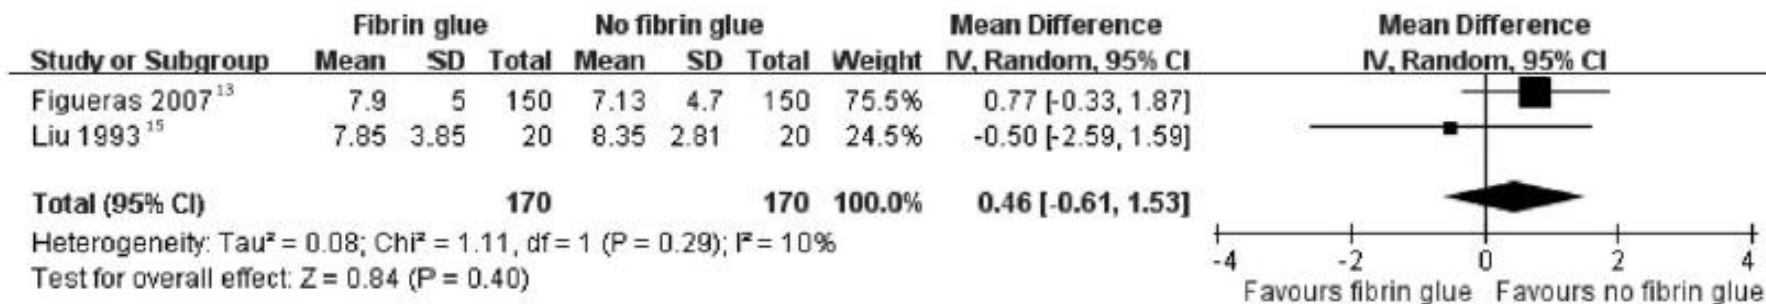 Fibrin glue No fibrin glue Mean Difference Mean Difference
Study or Subgroup Mean SD Total Mean SD Total Weight IV, Random, 95% CI IV, Random, 95% CI
Figueras 2007 13 7.9 5 150 7.13 4.7 150 75.5% 0.77 [-0.33, 1.87]
Liu 1993 15 7.85 3.85 20 8.35 2.81 20 24.5% -0.50 [-2.59, 1.59]
Total (95% CI) 170 170 100.0% 0.46 [-0.61, 1.53]
Heterogeneity: Tau² = 0.08; Chi² = 1.11, df = 1 (P = 0.29); I² = 10%
Test for overall effect: Z = 0.84 (P = 0.40)
-4 -2 0 2 4
Favours fibrin glue Favours no fibrin glue